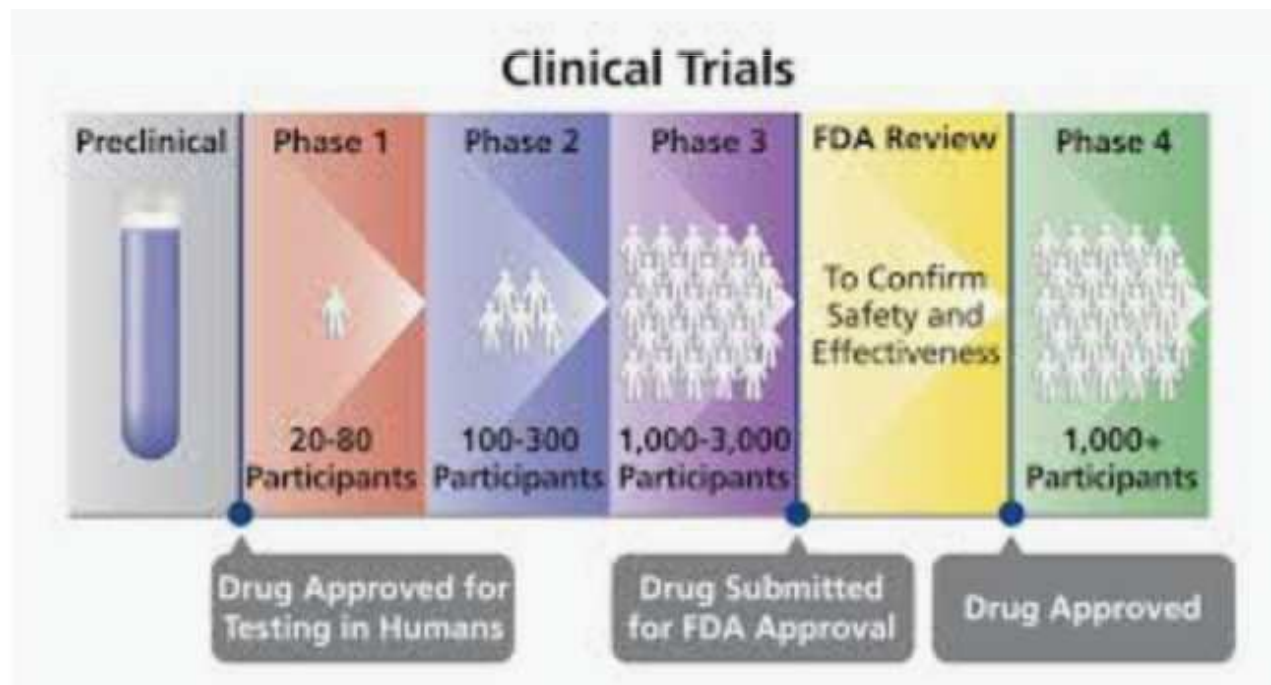 Clinical Trials
Preclinical
Phase 1
Phase 2
Phase 3
FDA Review
Phase 4
To Confirm
Safety and
Effectiveness
20-80
Participants
100-300
Participants
1,000-3,000
Participants
1,000+
Participants
Drug Approved for
Testing in Humans
Drug Submitted
for FDA Approval
Drug Approved